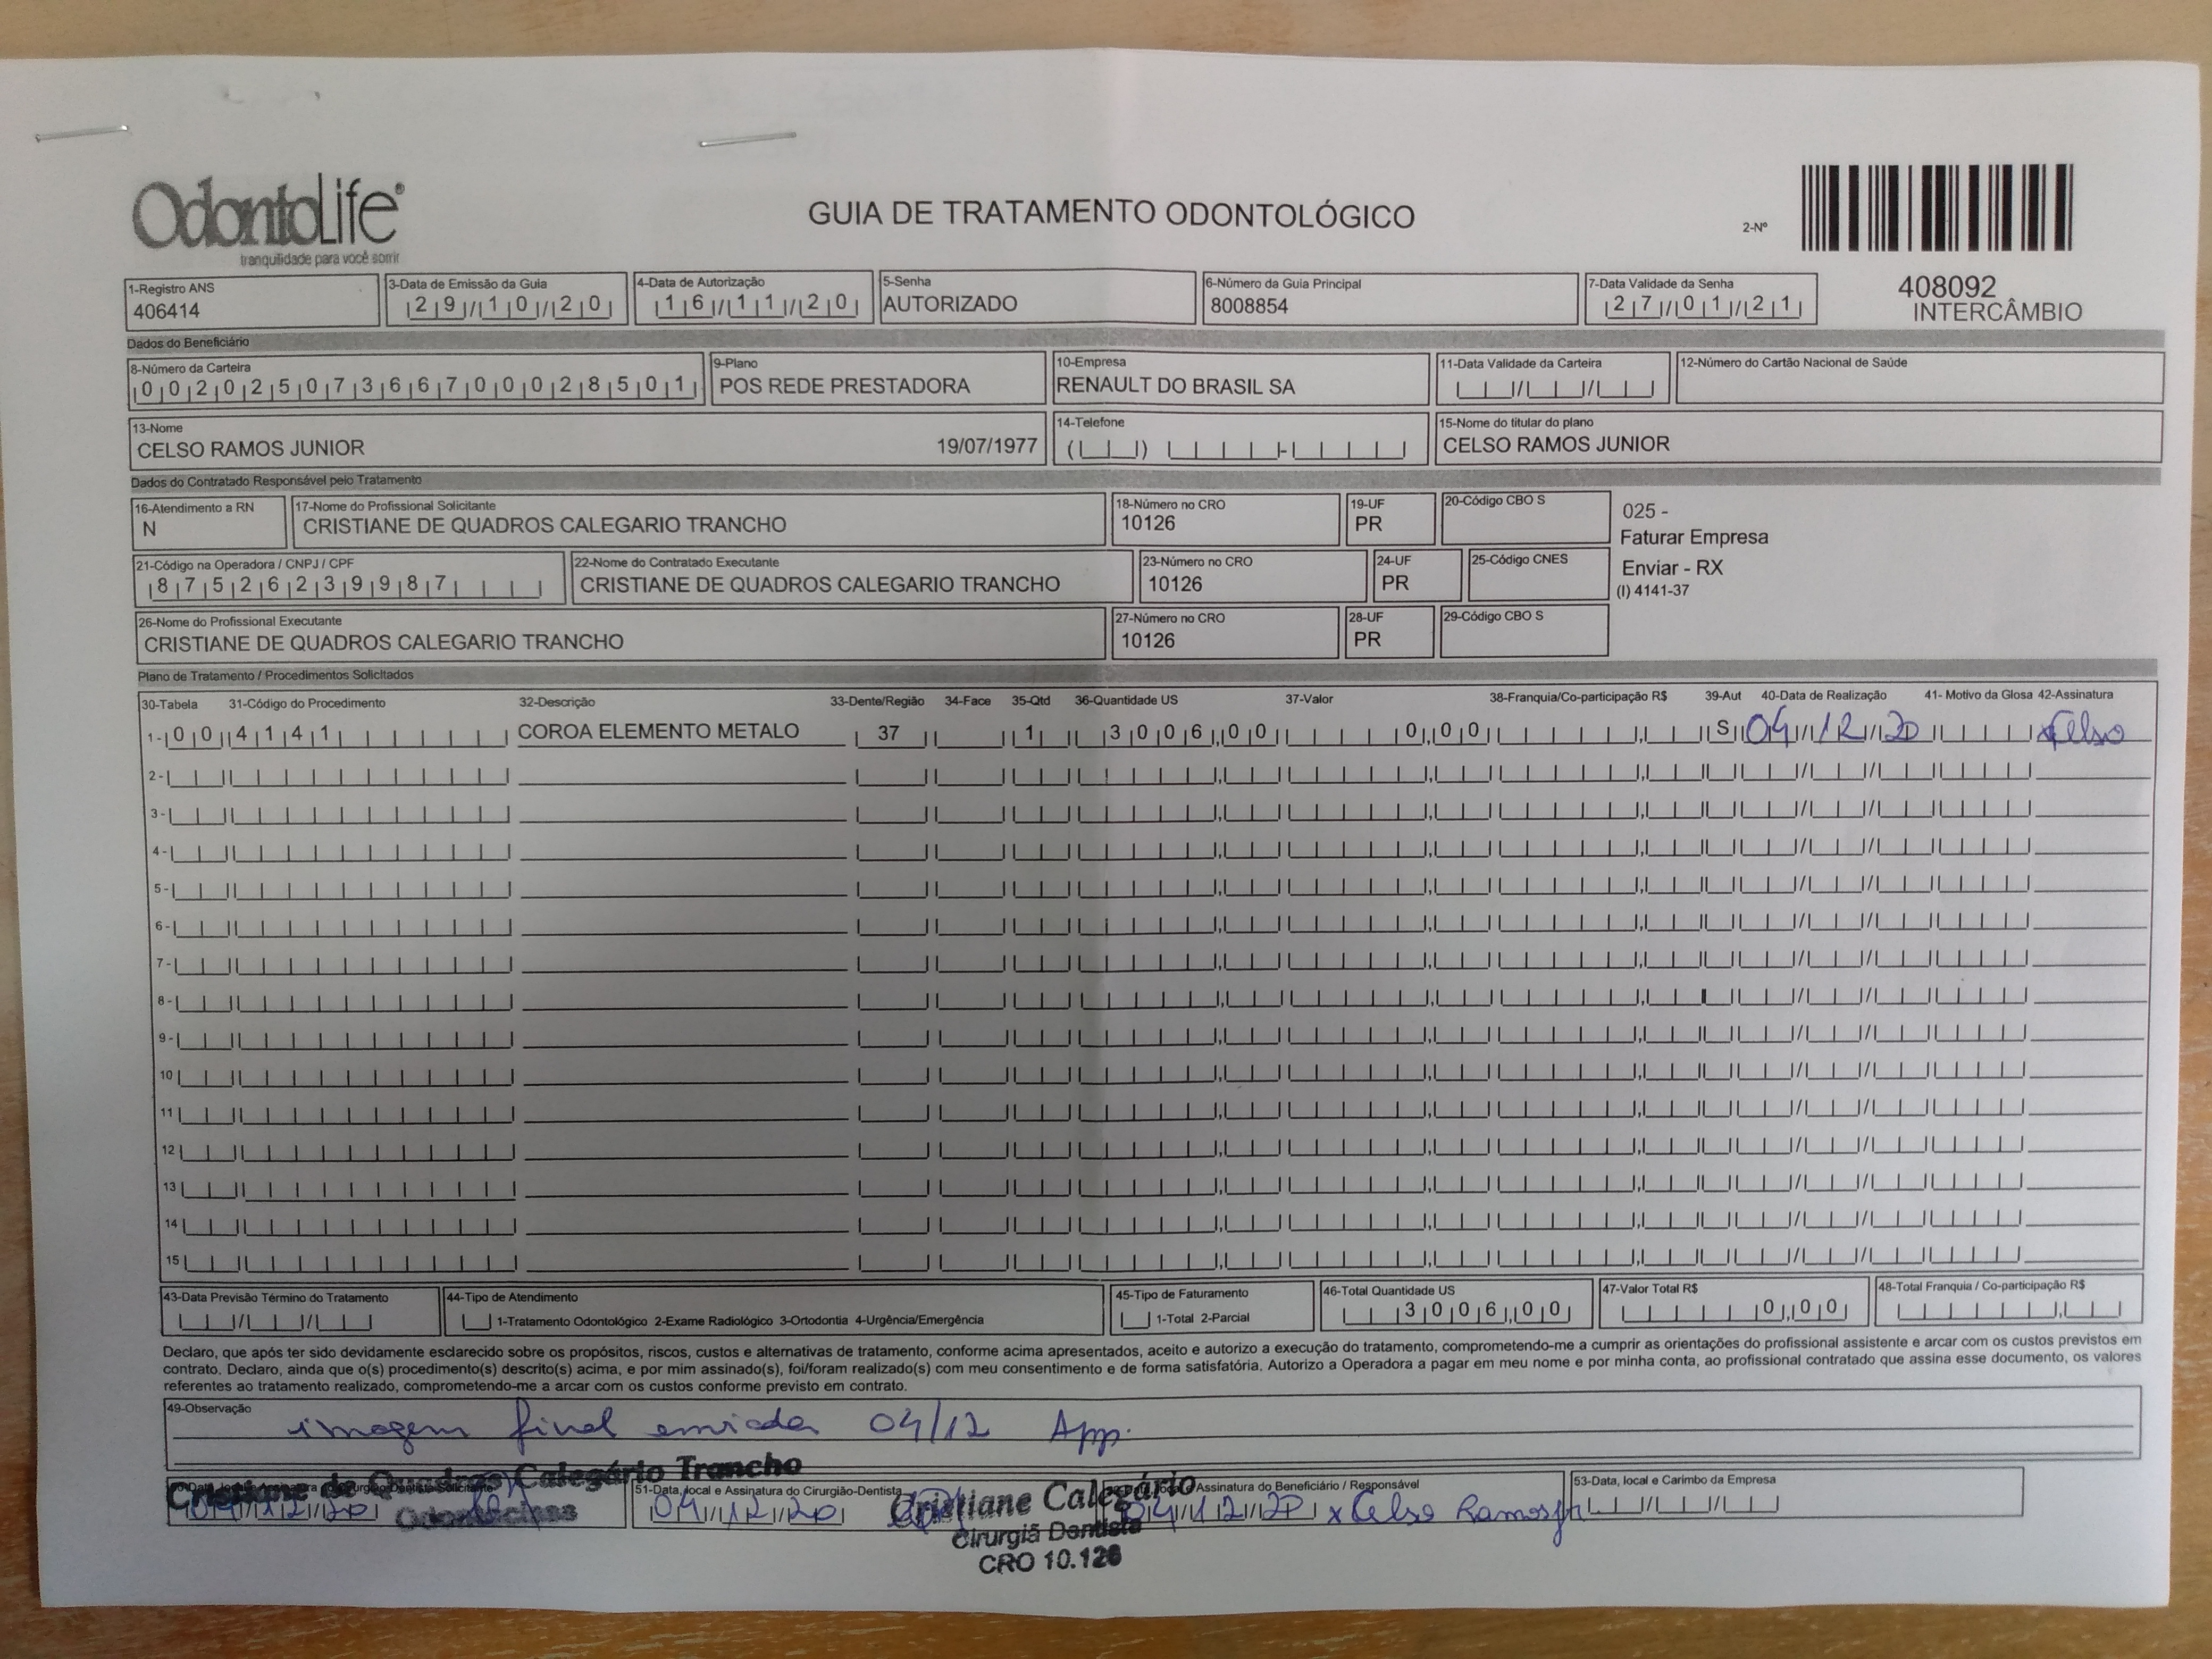 OdontoLife®
tranquilidade para você sorrir
GUIA DE TRATAMENTO ODONTOLÓGICO
2-Nº
408092
INTERCÂMBIO
1-Registro ANS
406414
3-Data de Emissão da Guia
29/10/20
4-Data de Autorização
16/11/20
5-Senha
AUTORIZADO
6-Número da Guia Principal
8008854
7-Data Validade da Senha
27/01/21
Dados do Beneficiário
8-Número da Carteira
00202507366700028501
9-Plano
POS REDE PRESTADORA
10-Empresa
RENAULT DO BRASIL SA
11-Data Validade da Carteira
12-Número do Cartão Nacional de Saúde
13-Nome
CELSO RAMOS JUNIOR 19/07/1977
14-Telefone
15-Nome do titular do plano
CELSO RAMOS JUNIOR
Dados do Contratado Responsável pelo Tratamento
16-Atendimento a RN
N
17-Nome do Profissional Solicitante
CRISTIANE DE QUADROS CALEGARIO TRANCHO
18-Número no CRO
10126
19-UF
PR
20-Código CBO S
025 -
Faturar Empresa
Enviar - RX
(I) 4141-37
21-Código na Operadora / CNPJ / CPF
87526239987
22-Nome do Contratado Executante
CRISTIANE DE QUADROS CALEGARIO TRANCHO
23-Número no CRO
10126
24-UF
PR
25-Código CNES
26-Nome do Profissional Executante
CRISTIANE DE QUADROS CALEGARIO TRANCHO
27-Número no CRO
10126
28-UF
PR
29-Código CBO S
Plano de Tratamento / Procedimentos Solicitados
30-Tabela 31-Código do Procedimento 32-Descrição 33-Dente/Região 34-Face 35-Qtd 36-Quantidade US 37-Valor 38-Franquia/Co-participação R$ 39-Aut 40-Data de Realização 41- Motivo da Glosa 42-Assinatura
1- 00 4141 COROA ELEMENTO METALO 37 1 3006,00 0,00 S 04/12/20 x Celso
2-
3-
4-
5-
6-
7-
8-
9-
10
11
12
13
14
15
43-Data Previsão Término do Tratamento
44-Tipo de Atendimento
1-Tratamento Odontológico 2-Exame Radiológico 3-Ortodontia 4-Urgência/Emergência
45-Tipo de Faturamento
1-Total 2-Parcial
46-Total Quantidade US
3006,00
47-Valor Total R$
0,00
48-Total Franquia / Co-participação R$
Declaro, que após ter sido devidamente esclarecido sobre os propósitos, riscos, custos e alternativas de tratamento, conforme acima apresentados, aceito e autorizo a execução do tratamento, comprometendo-me a cumprir as orientações do profissional assistente e arcar com os custos previstos em
contrato. Declaro, ainda que o(s) procedimento(s) descrito(s) acima, e por mim assinado(s), foi/foram realizado(s) com meu consentimento e de forma satisfatória. Autorizo a Operadora a pagar em meu nome e por minha conta, ao profissional contratado que assina esse documento, os valores
referentes ao tratamento realizado, comprometendo-me a arcar com os custos conforme previsto em contrato.
49-Observação
imagem final enviada 04/12 App.
Cristiane de Quadros Calegário Trancho
04/12/20
51-Data, local e Assinatura do Cirurgião-Dentista
04/12/20
Cristiane Calegário
Cirurgiã Dentista
CRO 10.126
Assinatura do Beneficiário / Responsável
04/12/20 x Celso Ramos Jr
53-Data, local e Carimbo da Empresa